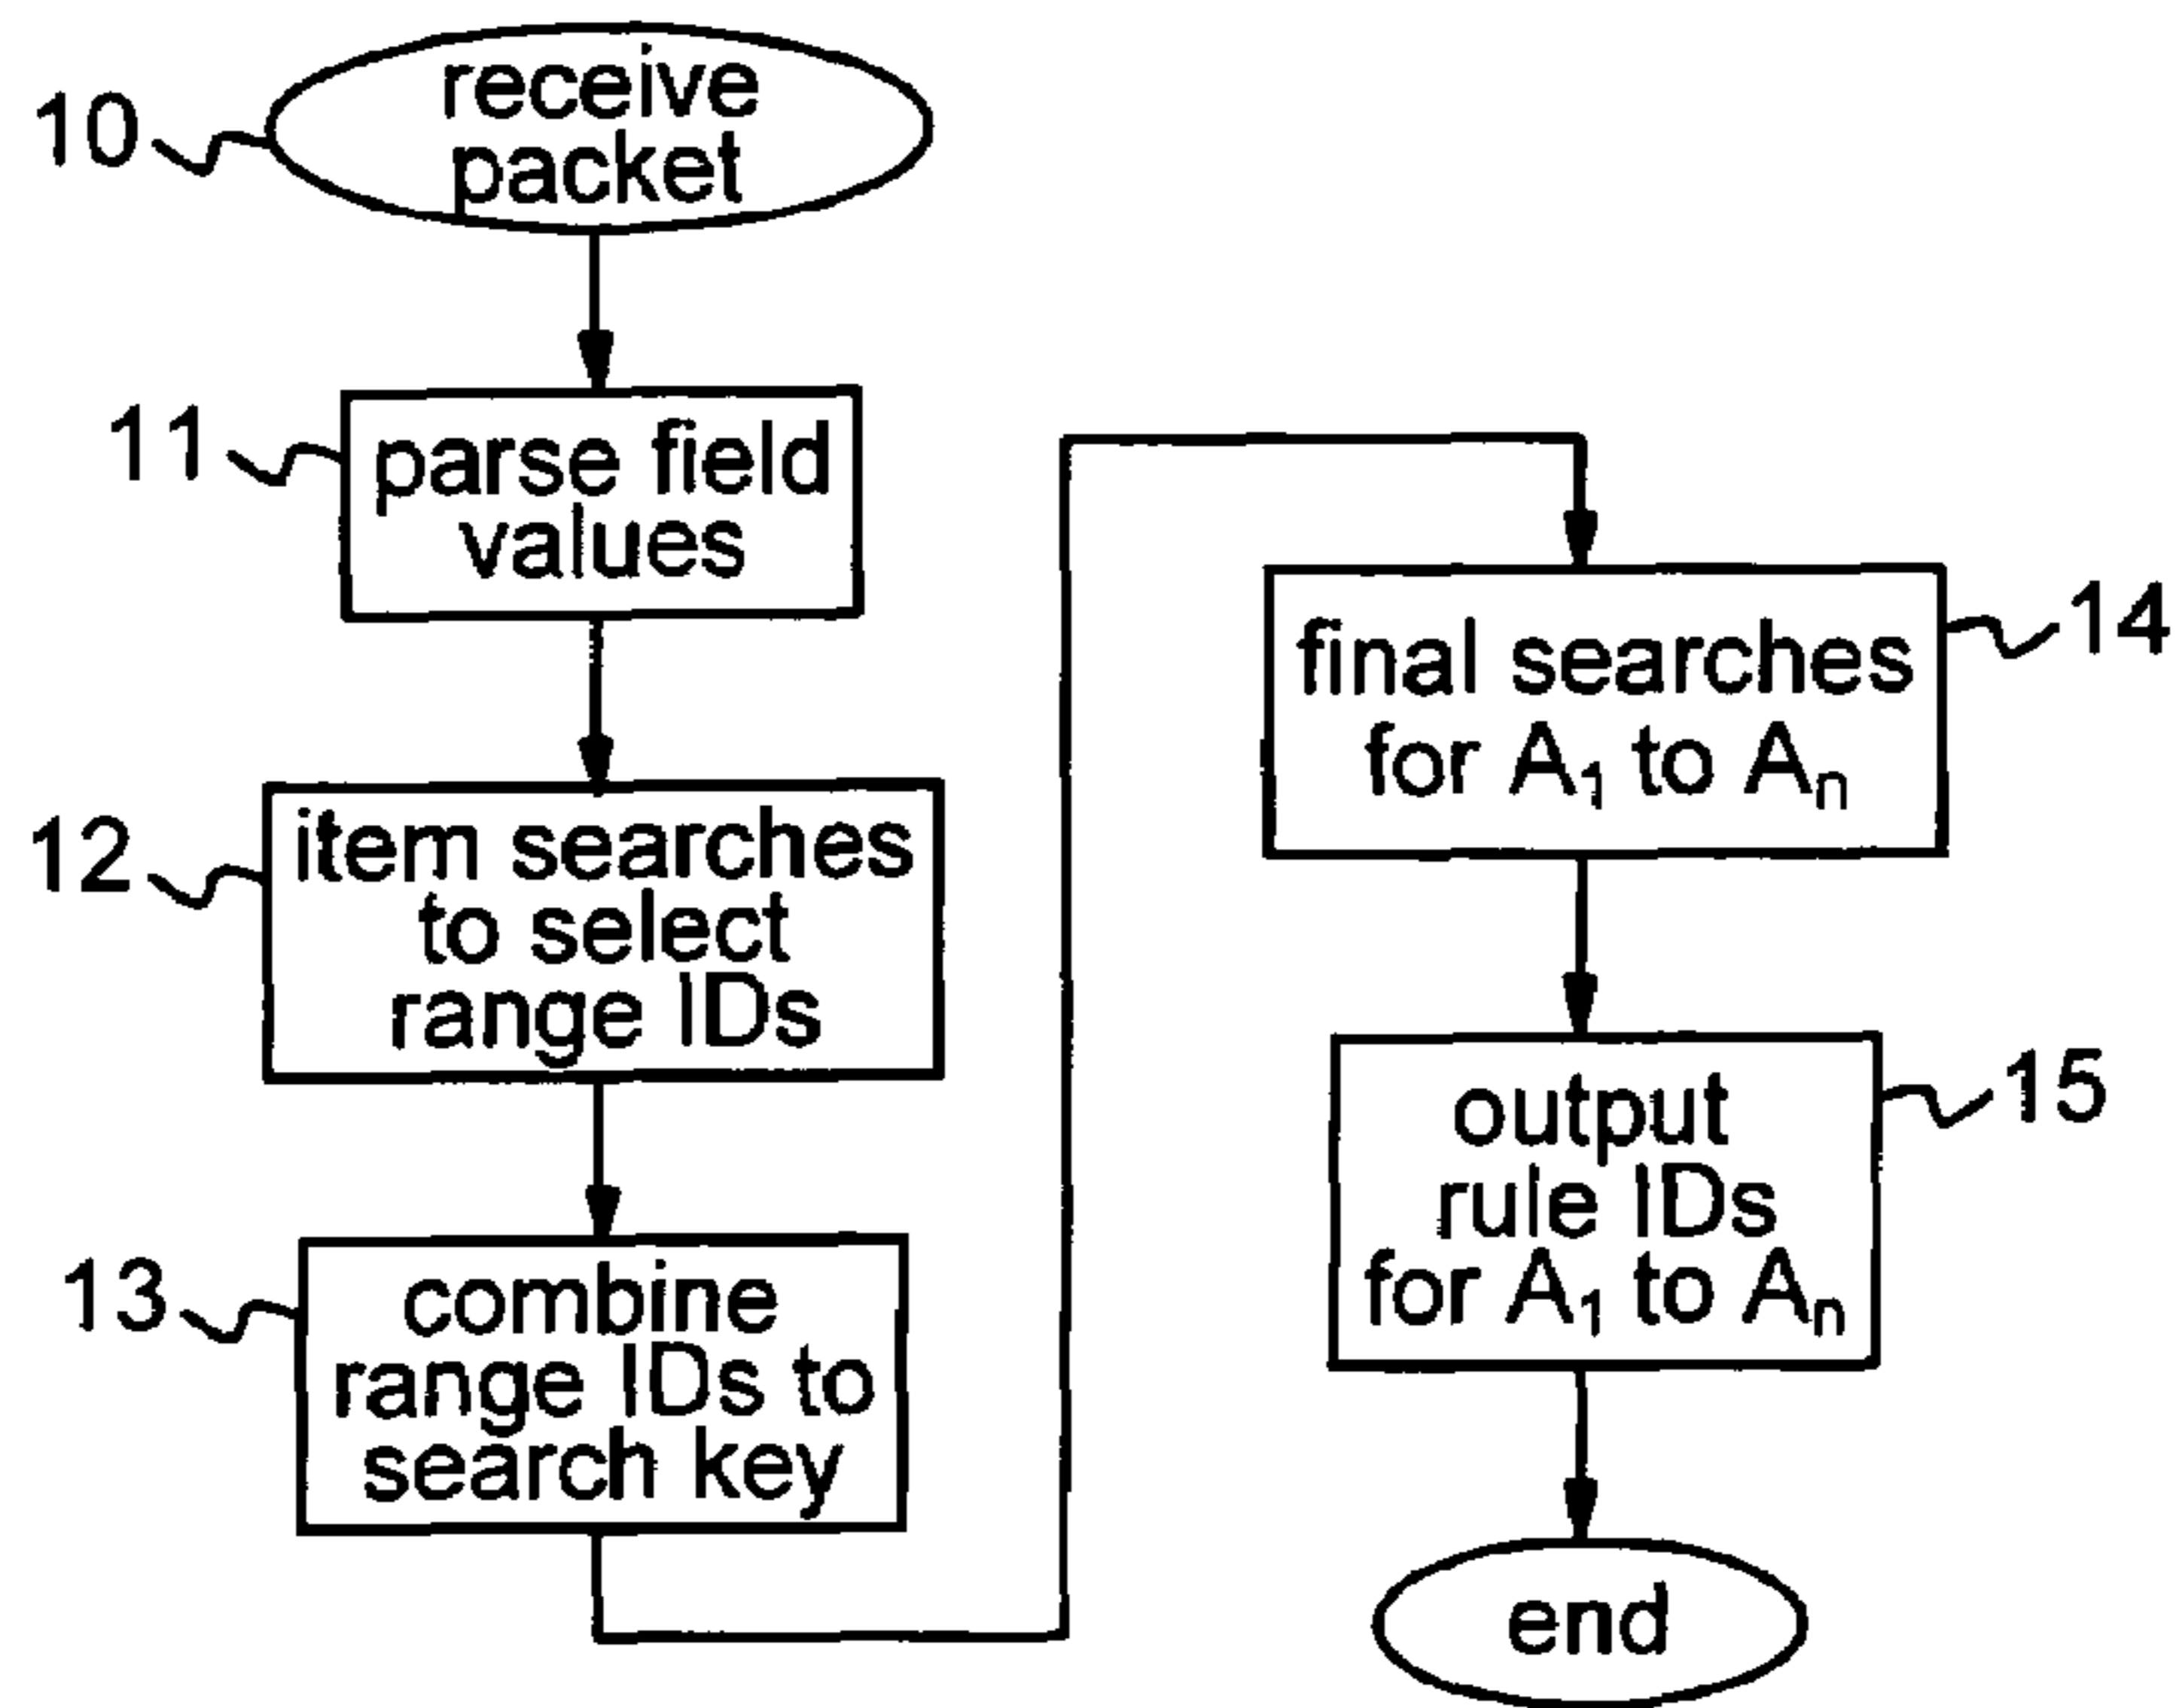 10
receive
packet
11
parse field
values
12
item searches
to select
range IDs
13
combine
range IDs to
search key
14
final searches
for A₁ to Aₙ
15
output
rule IDs
for A₁ to Aₙ
end